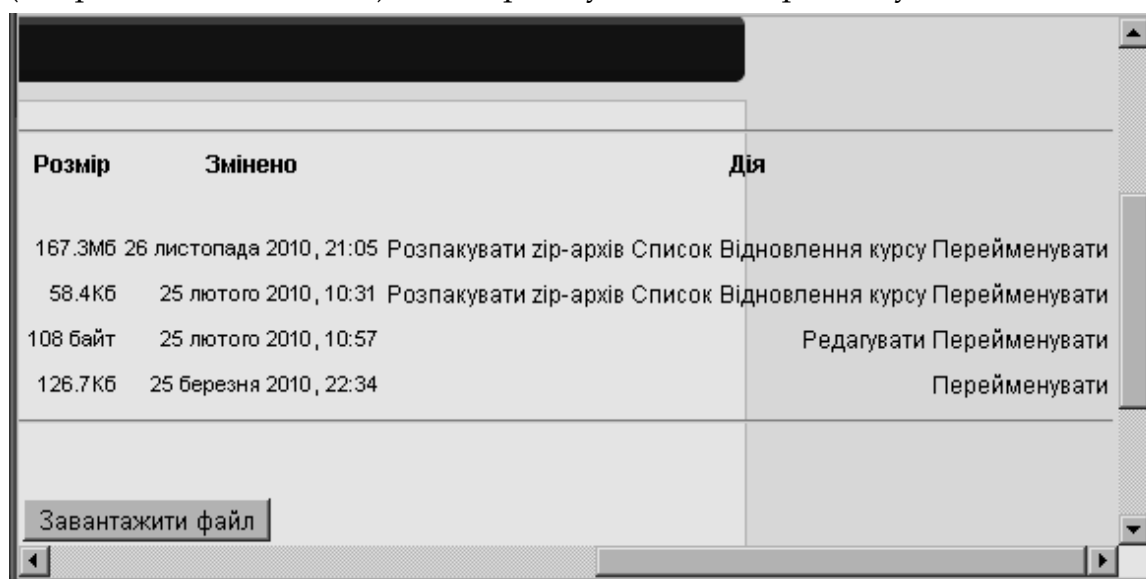 Розмір Змінено Дія
167.3Мб 26 листопада 2010, 21:05 Розпакувати zip-архів Список Відновлення курсу Перейменувати
58.4Кб 25 лютого 2010, 10:31 Розпакувати zip-архів Список Відновлення курсу Перейменувати
108 байт 25 лютого 2010, 10:57 Редагувати Перейменувати
126.7Кб 25 березня 2010, 22:34 Перейменувати
Завантажити файл